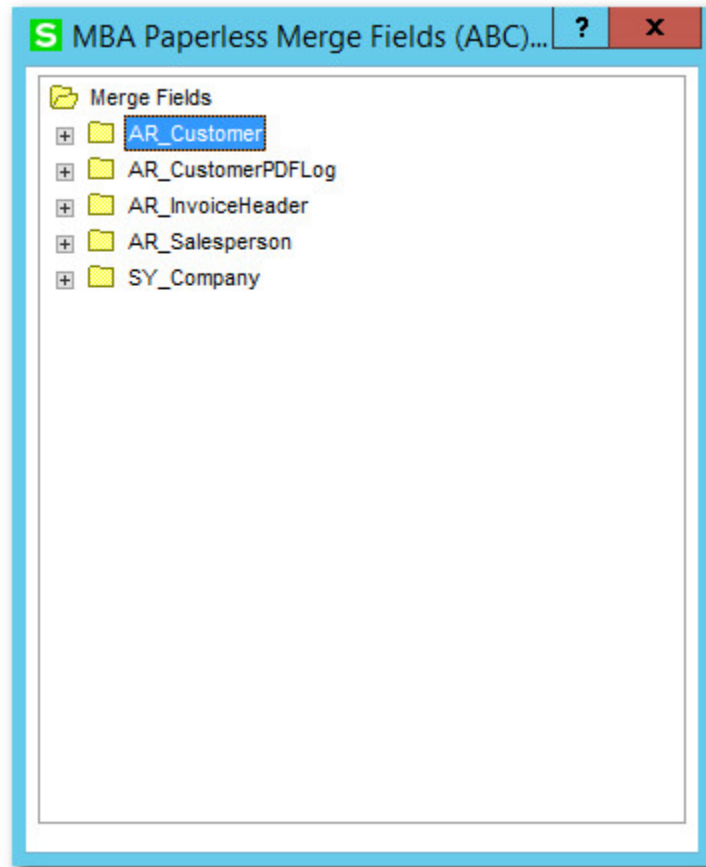 S MBA Paperless Merge Fields (ABC)... ? x
Merge Fields
AR_Customer
AR_CustomerPDFLog
AR_InvoiceHeader
AR_Salesperson
SY_Company